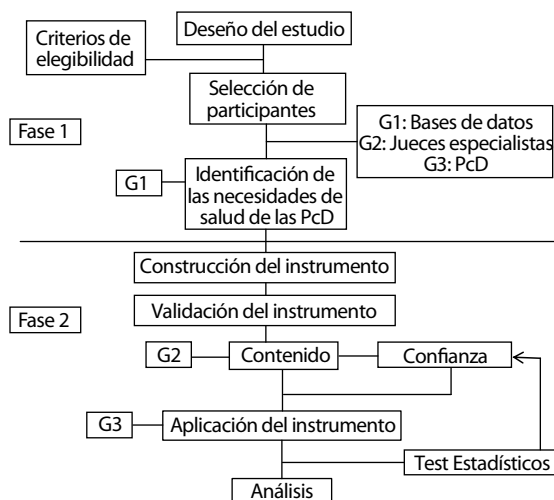 Deseño del estudio
Criterios de
elegibilidad
Selección de
participantes
Fase 1
G1: Bases de datos
G2: Jueces especialistas
G3: PcD
G1
Identificación de
las necesidades de
salud de las PcD
Construcción del instrumento
Validación del instrumento
Fase 2
G2
Contenido
Confianza
G3
Aplicación del instrumento
Test Estadísticos
Análisis